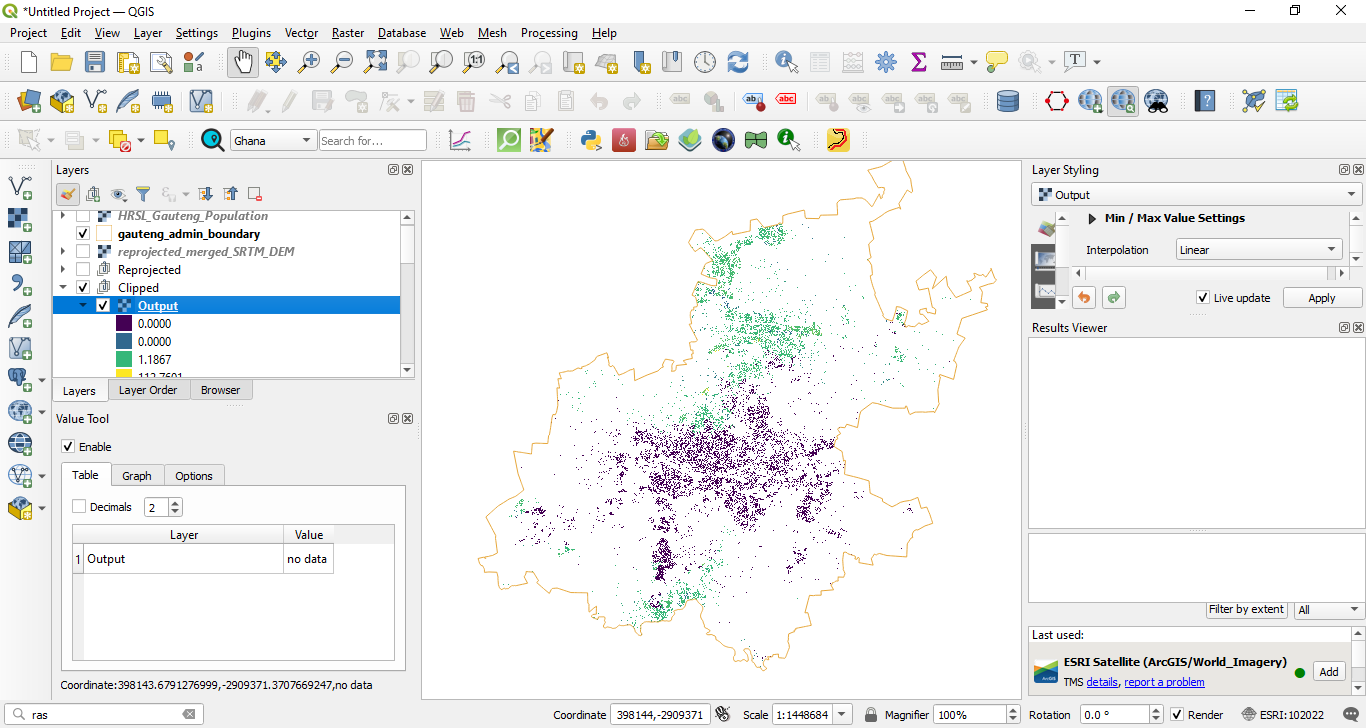 *Untitled Project — QGIS
Project Edit View Layer Settings Plugins Vector Raster Database Web Mesh Processing Help
Ghana Search for...
Layers
HRSL_Gauteng_Population
gauteng_admin_boundary
reprojected_merged_SRTM_DEM
Reprojected
Clipped
Output
0.0000
0.0000
1.1867
112.7601
Layers Layer Order Browser
Value Tool
Enable
Table Graph Options
Decimals 2
Layer Value
1 Output no data
Coordinate:398143.6791276999,-2909371.3707669247,no data
Layer Styling
Output
Min / Max Value Settings
Interpolation Linear
Live update Apply
Results Viewer
Filter by extent All
Last used:
ESRI Satellite (ArcGIS/World_Imagery)
TMS details, report a problem
Add
ras Coordinate 398144,-2909371 Scale 1:1448684 Magnifier 100% Rotation 0.0 ° Render ESRI:102022